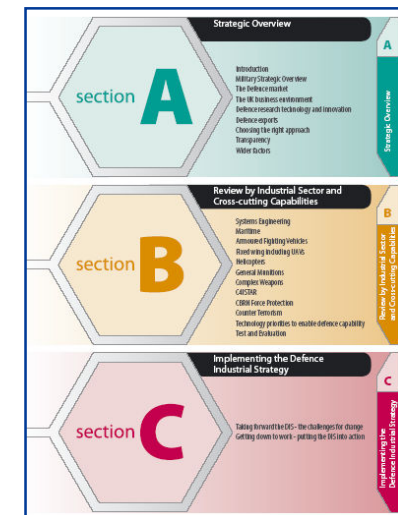 Strategic Overview
section A
Introduction
Military Strategic Overview
The Defence market
The UK business environment
Defence research technology and innovation
Defence exports
Choosing the right approach
Transparency
Wider factors
A
Strategic Overview
Review by Industrial Sector and
Cross-cutting Capabilities
section B
Systems Engineering
Maritime
Armoured Fighting Vehicles
Fixed wing including UAVs
Helicopters
General Munitions
Complex Weapons
C4ISTAR
CBRN Force Protection
Counter Terrorism
Technology priorities to enable defence capability
Test and Evaluation
B
Review by Industrial Sector
and Cross-cutting Capabilities
Implementing the Defence
Industrial Strategy
section C
Taking forward the DIS – the challenges for change
Getting down to work – putting the DIS into action
C
Implementing the
Defence Industrial Strategy